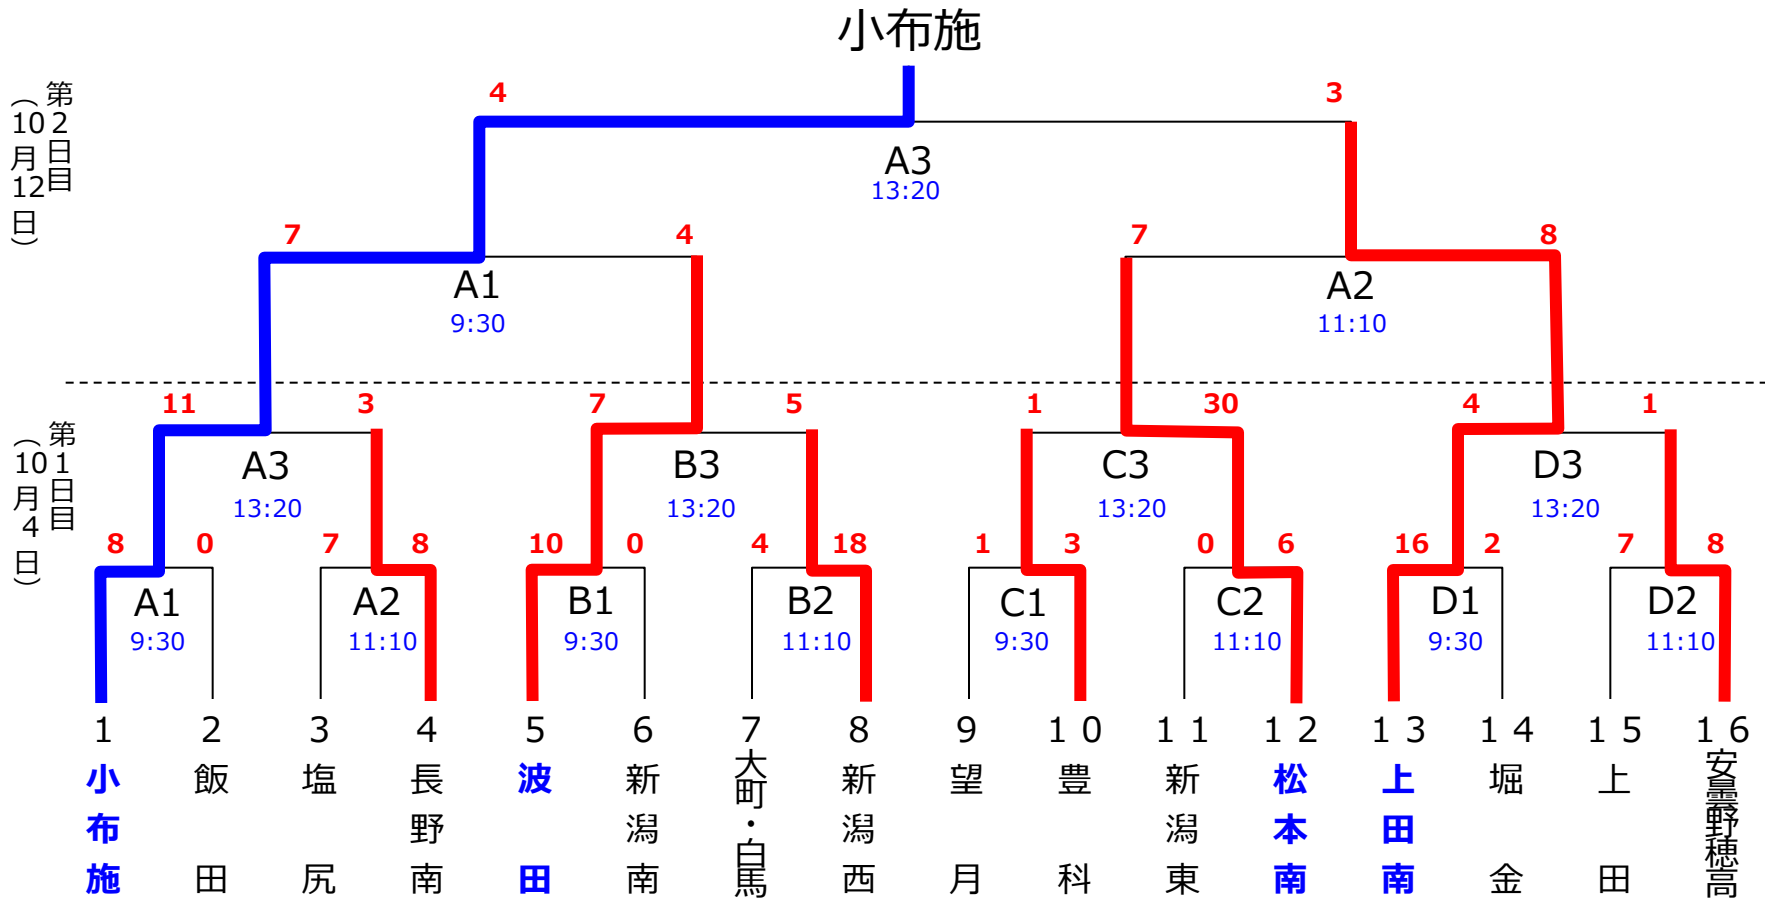 小布施
第2日目
(10月12日)
4
3
A3
13:20
7
4
7
8
A1
9:30
A2
11:10
第1日目
(10月4日)
11
3
7
5
1
30
4
1
A3
13:20
B3
13:20
C3
13:20
D3
13:20
8
0
7
8
10
0
4
18
1
3
0
6
16
2
7
8
A1
9:30
A2
11:10
B1
9:30
B2
11:10
C1
9:30
C2
11:10
D1
9:30
D2
11:10
1
2
3
4
5
6
7
8
9
10
11
12
13
14
15
16
小布施
飯田
塩尻
長野南
波田
新潟南
大町・白馬
新潟西
望月
豊科
新潟東
松本南
上田南
堀金
上田
安曇野穂高